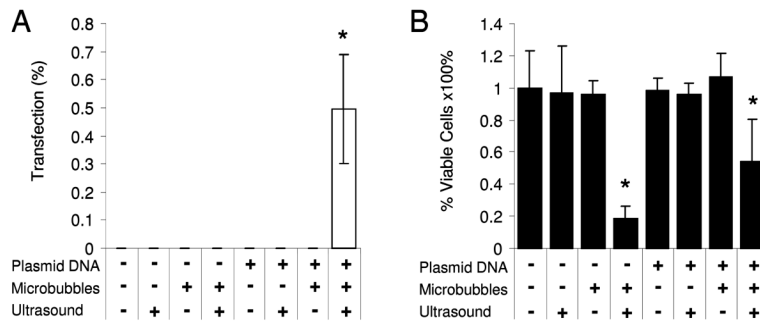 A
Transfection (%)
0.8
0.7
0.6
0.5
0.4
0.3
0.2
0.1
0
*
Plasmid DNA - - - - + + + +
Microbubbles - - + + - - + +
Ultrasound - + - + - + - +
B
% Viable Cells x100%
1.4
1.2
1
0.8
0.6
0.4
0.2
0
*
*
Plasmid DNA - - - - + + + +
Microbubbles - - + + - - + +
Ultrasound - + - + - + - +